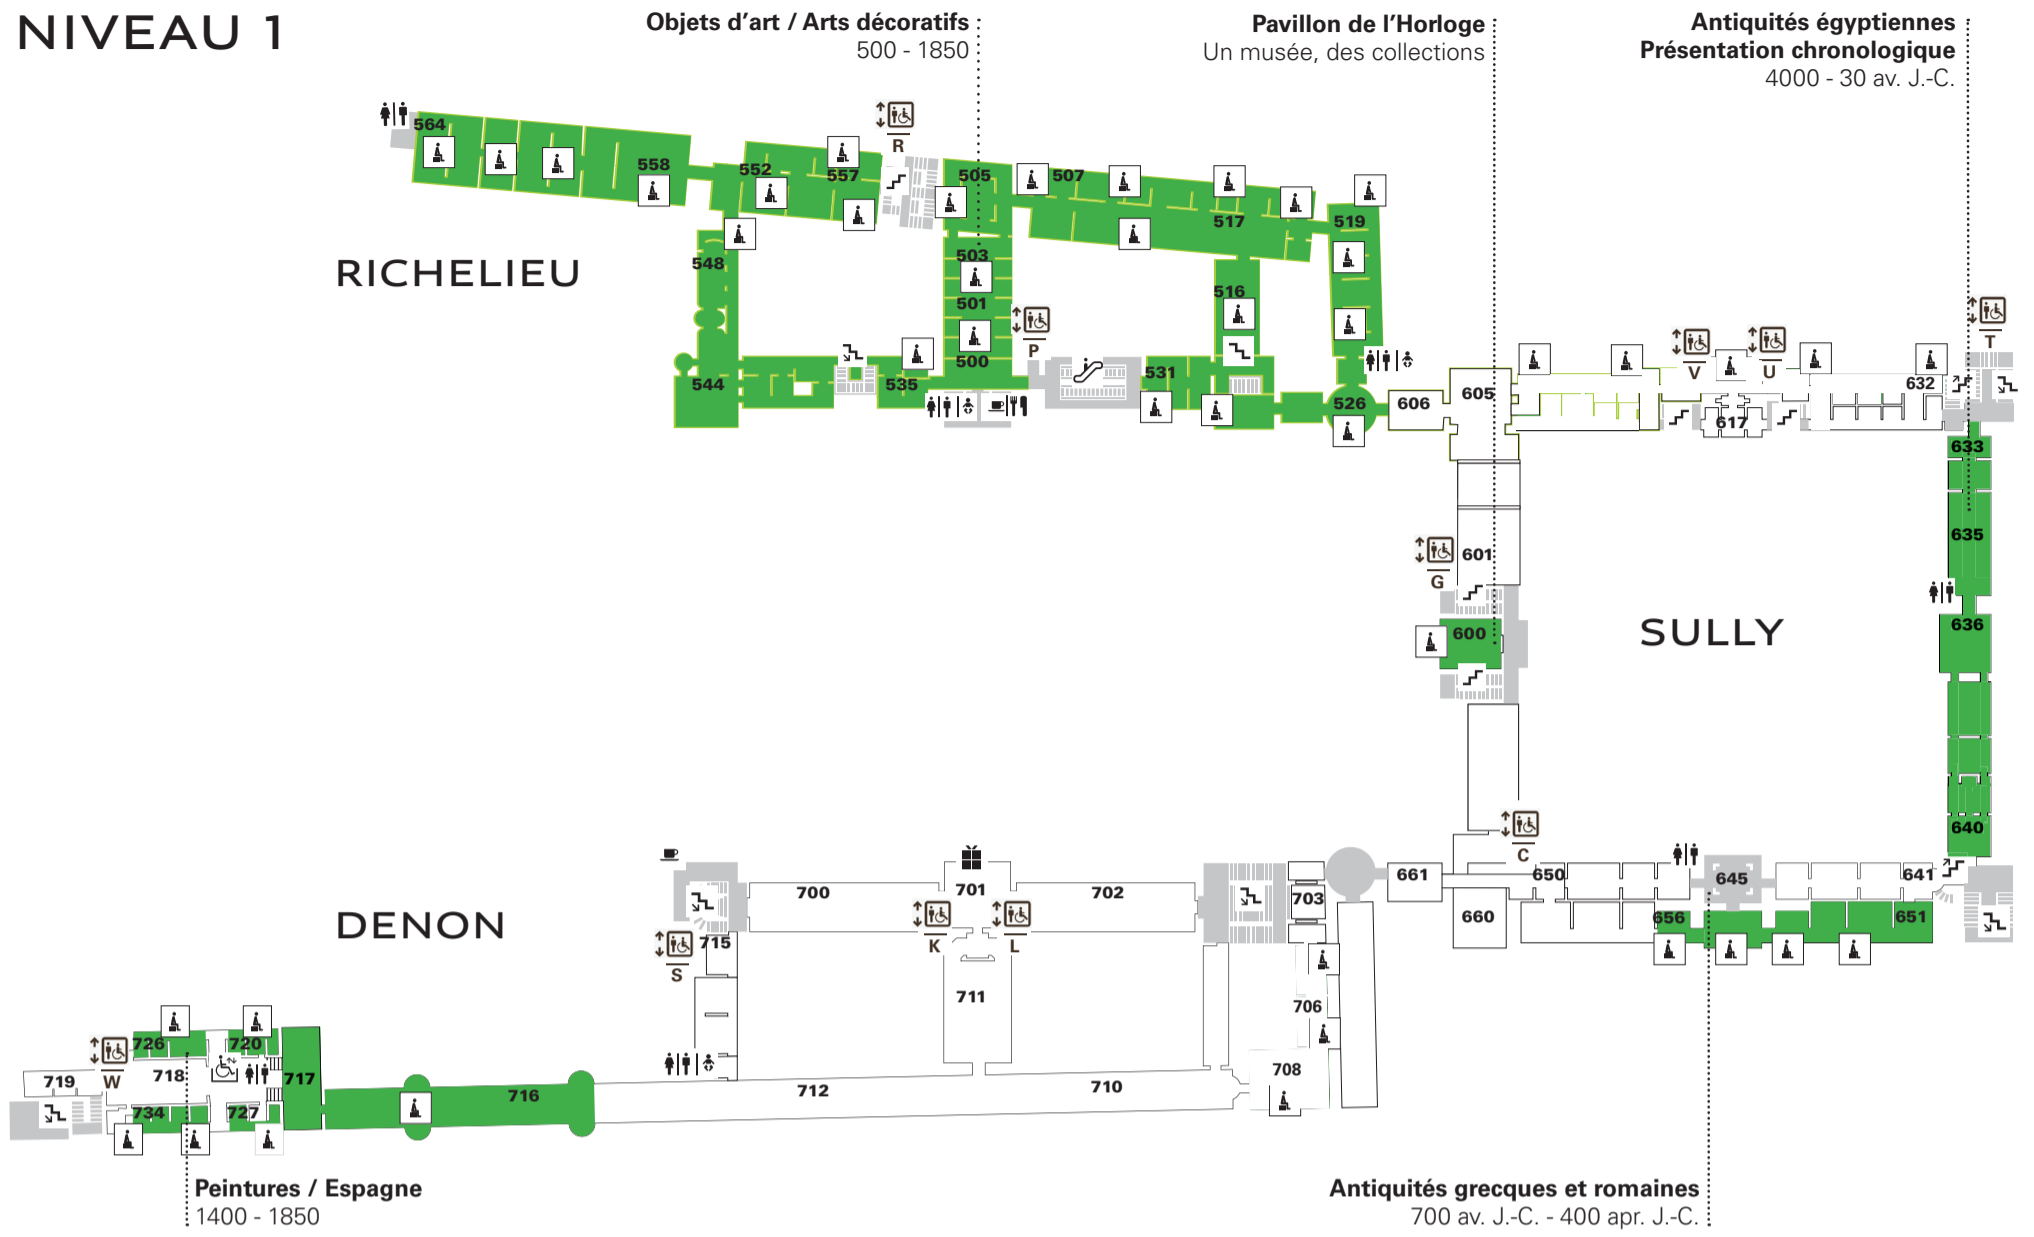 NIVEAU 1
Objets d'art / Arts décoratifs
500 - 1850
Pavillon de l'Horloge
Un musée, des collections
Antiquités égyptiennes
Présentation chronologique
4000 - 30 av. J.-C.
564
558
552
557
R
505
507
517
519
RICHELIEU
548
503
501
500
P
516
544
535
531
526
606
605
V
U
617
632
T
633
635
636
640
G
601
600
SULLY
C
DENON
700
701
702
703
661
660
650
645
641
656
651
715
S
K
L
711
706
708
712
710
716
717
720
726
718
719
W
734
727
Peintures / Espagne
1400 - 1850
Antiquités grecques et romaines
700 av. J.-C. - 400 apr. J.-C.